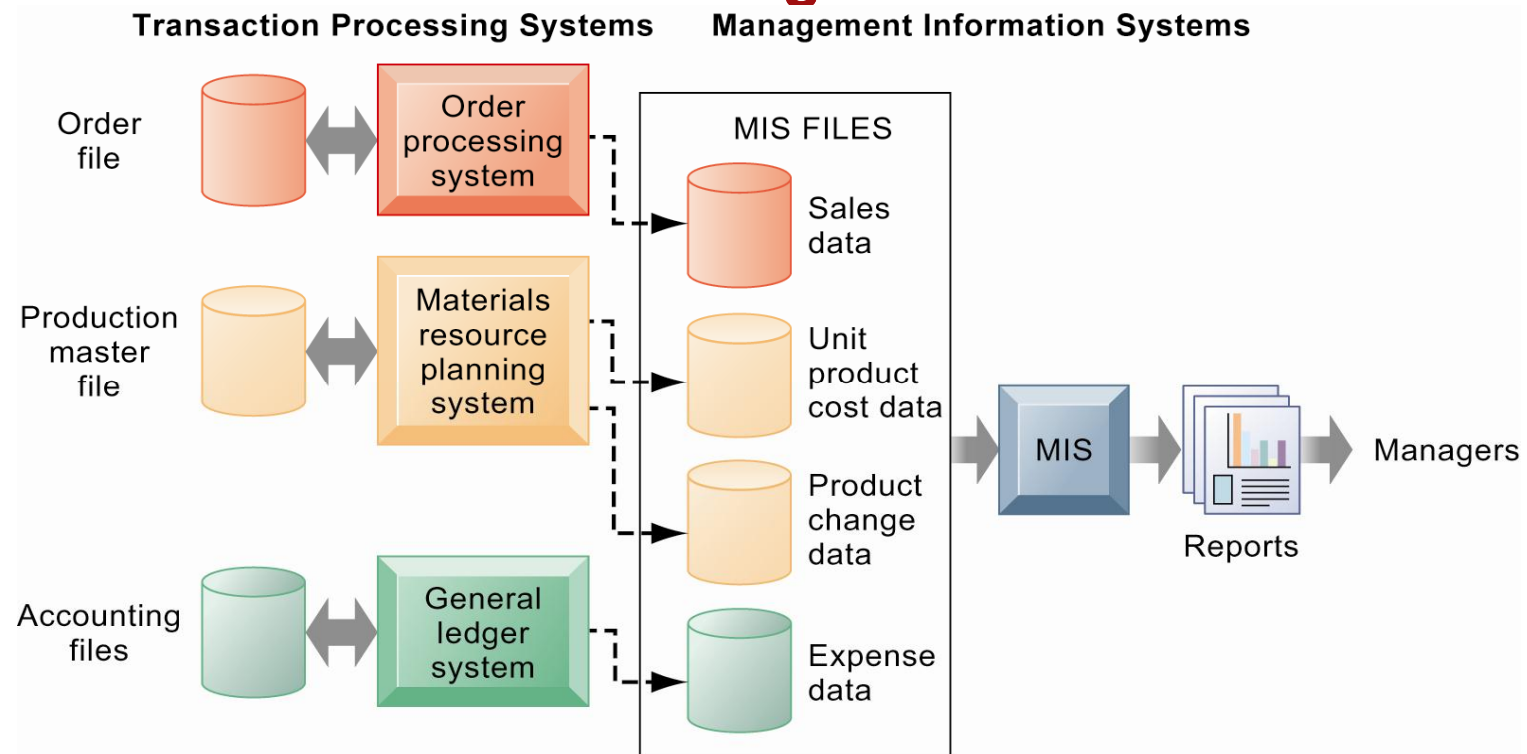 Transaction Processing Systems
Management Information Systems
Order
file
Order
processing
system
MIS FILES
Sales
data
Production
master
file
Materials
resource
planning
system
Unit
product
cost data
Product
change
data
MIS
Reports
Managers
Accounting
files
General
ledger
system
Expense
data